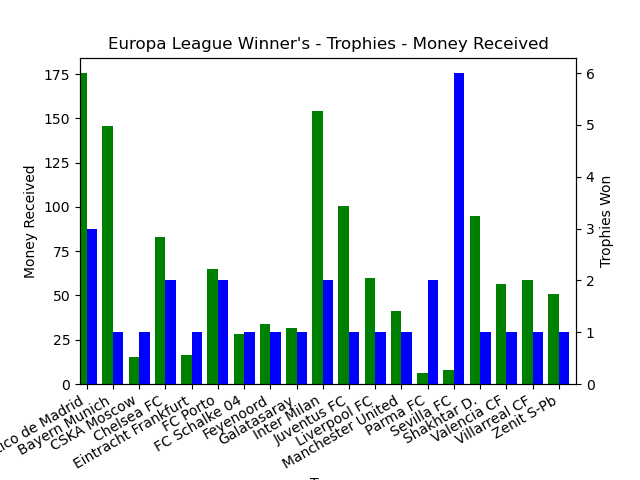 Europa League Winner's - Trophies - Money Received
Money Received
175
150
125
100
75
50
25
0
Trophies Won
6
5
4
3
2
1
0
de Madrid
Bayern Munich
CSKA Moscow
Chelsea FC
Eintracht Frankfurt
FC Porto
FC Schalke 04
Feyenoord
Galatasaray
Inter Milan
Juventus FC
Liverpool FC
Manchester United
Parma FC
Sevilla FC
Shakhtar D.
Valencia CF
Villarreal CF
Zenit S-Pb